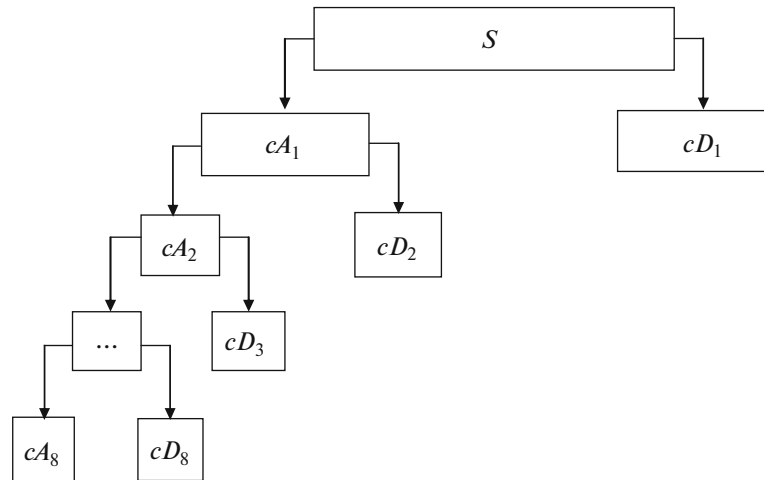 S
cA₁
cD₁
cA₂
cD₂
...
cD₃
cA₈
cD₈